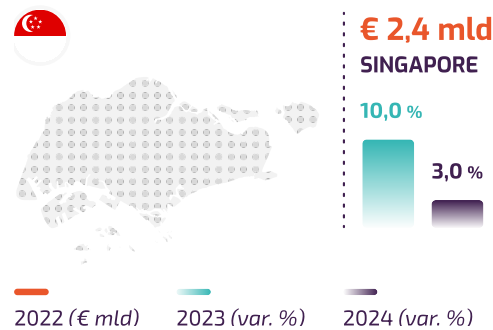 € 2,4 mld
SINGAPORE
10,0 %
3,0 %
2022 (€ mld)
2023 (var. %)
2024 (var. %)